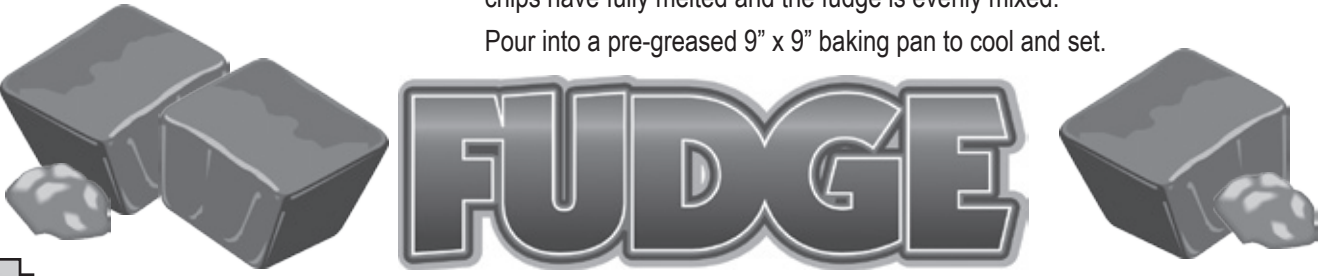 chips have fully melted and the fudge is evenly mixed.
Pour into a pre-greased 9” x 9” baking pan to cool and set.
FUDGE